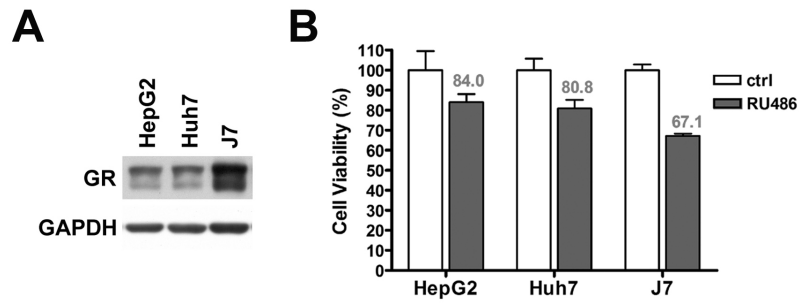 A
HepG2
Huh7
J7
GR
GAPDH
B
Cell Viability (%)
110
100
90
80
70
60
50
40
30
20
10
0
84.0
80.8
67.1
HepG2
Huh7
J7
ctrl
RU486